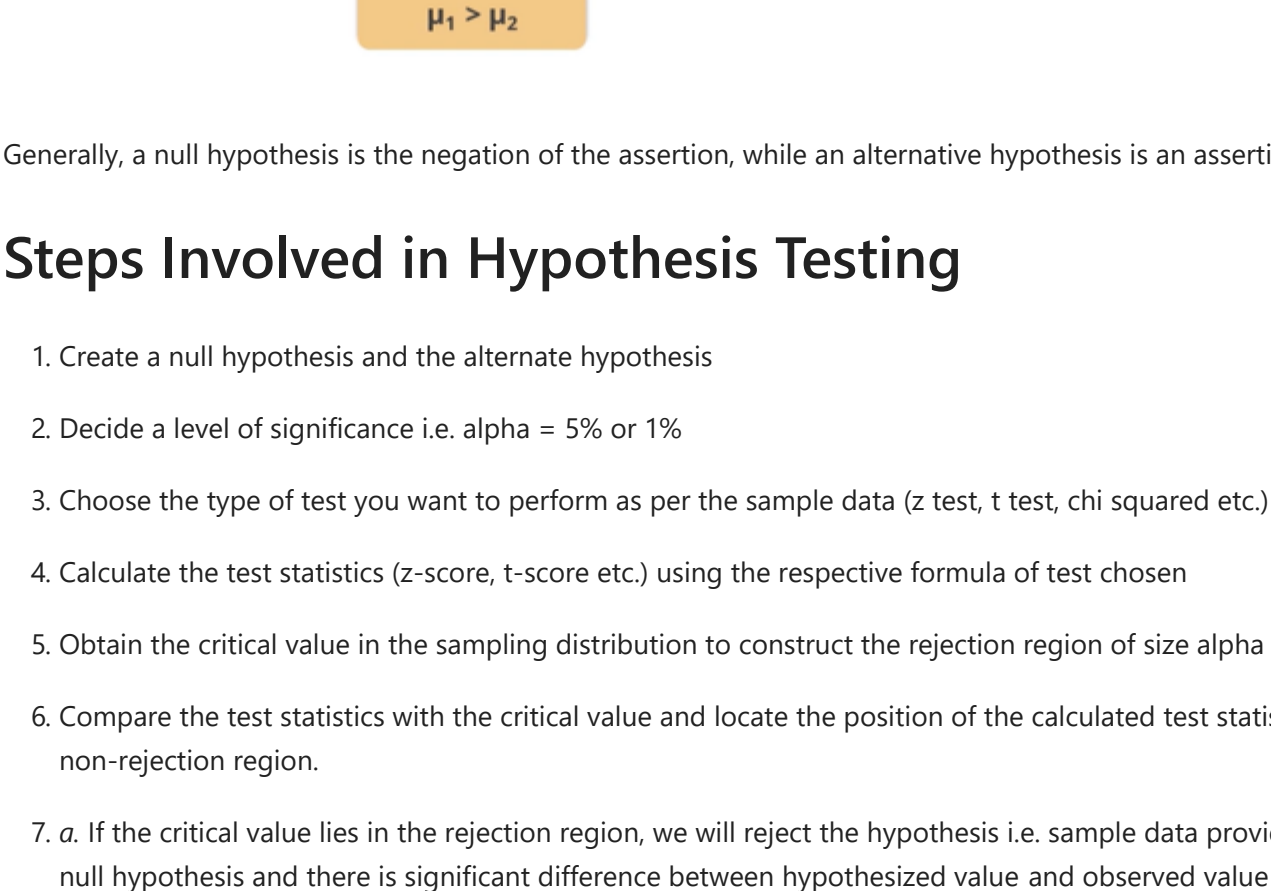 μ₁ > μ₂
Generally, a null hypothesis is the negation of the assertion, while an alternative hypothesis is an
Steps Involved in Hypothesis Testing
1. Create a null hypothesis and the alternate hypothesis
2. Decide a level of significance i.e. alpha = 5% or 1%
3. Choose the type of test you want to perform as per the sample data (z test, t test, chi squared etc.)
4. Calculate the test statistics (z-score, t-score etc.) using the respective formula of test chosen
5. Obtain the critical value in the sampling distribution to construct the rejection region of size alpha
6. Compare the test statistics with the critical value and locate the position of the calculated test
non-rejection region.
7. a. If the critical value lies in the rejection region, we will reject the hypothesis i.e. sample data
null hypothesis and there is significant difference between hypothesized value and observed value